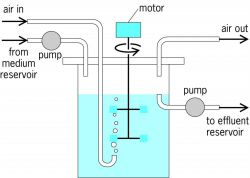 motor
air in
air out
pump
from
medium
reservoir
pump
to effluent
reservoir